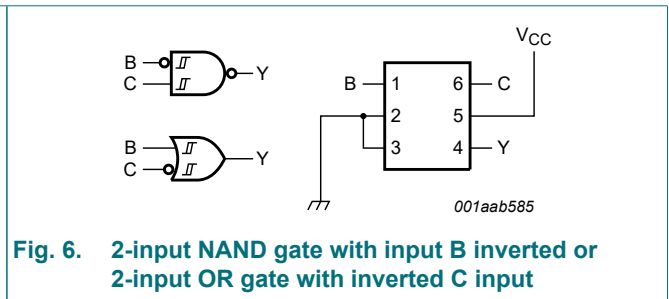 B
C
Y
B
C
Y
VCC
B 1 6 C
2 5
3 4 Y
001aab585
Fig. 6. 2-input NAND gate with input B inverted or
2-input OR gate with inverted C input